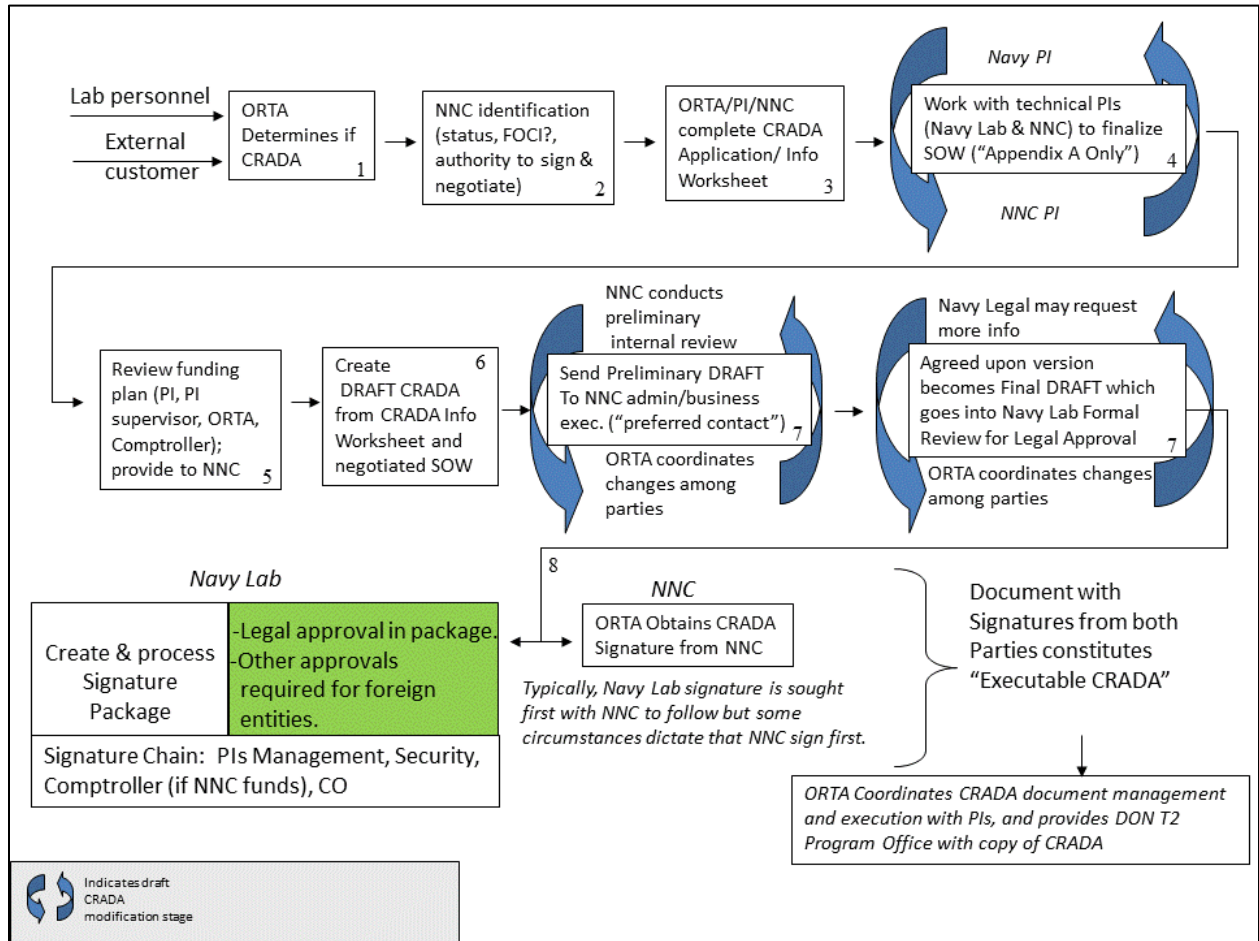 Lab personnel
External
customer
ORTA
Determines if
CRADA
1
NNC identification
(status, FOCI?,
authority to sign &
negotiate)
2
ORTA/PI/NNC
complete CRADA
Application/ Info
Worksheet
3
Navy PI
Work with technical PIs
(Navy Lab & NNC) to finalize
SOW (“Appendix A Only”)
4
NNC PI
Review funding
plan (PI, PI
supervisor, ORTA,
Comptroller);
provide to NNC
5
Create
6
DRAFT CRADA
from CRADA Info
Worksheet and
negotiated SOW
NNC conducts
preliminary
internal review
Send Preliminary DRAFT
To NNC admin/business
exec. (“preferred contact”)
7
ORTA coordinates
changes among
parties
Navy Legal may request
more info
Agreed upon version
becomes Final DRAFT which
goes into Navy Lab Formal
Review for Legal Approval
7
ORTA coordinates changes
among parties
8
Navy Lab
Create & process
Signature
Package
-Legal approval in package.
-Other approvals
required for foreign
entities.
Signature Chain: PIs Management, Security,
Comptroller (if NNC funds), CO
NNC
ORTA Obtains CRADA
Signature from NNC
Typically, Navy Lab signature is sought
first with NNC to follow but some
circumstances dictate that NNC sign first.
Document with
Signatures from both
Parties constitutes
“Executable CRADA”
ORTA Coordinates CRADA document management
and execution with PIs, and provides DON T2
Program Office with copy of CRADA
Indicates draft
CRADA
modification stage